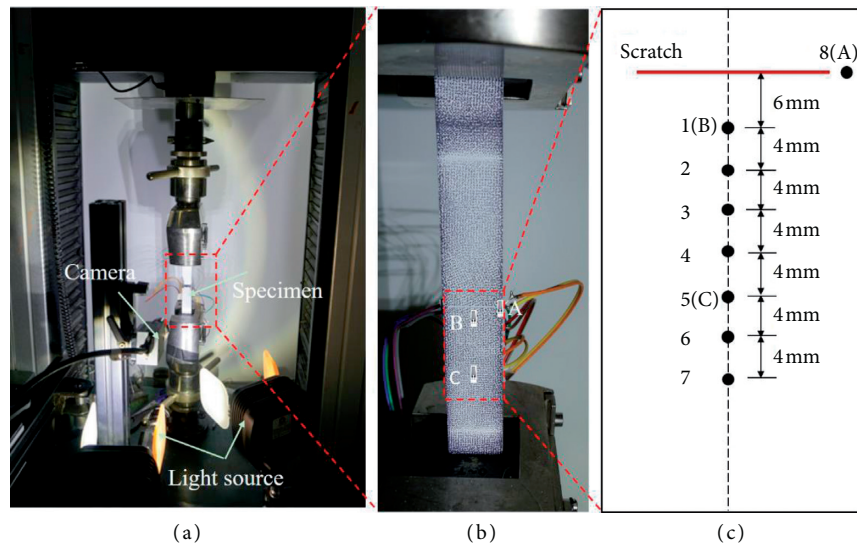 Camera
Specimen
Light source
(a)
A
B
C
(b)
Scratch
8(A)
6 mm
1(B)
4 mm
2
4 mm
3
4 mm
4
4 mm
5(C)
4 mm
6
4 mm
7
(c)